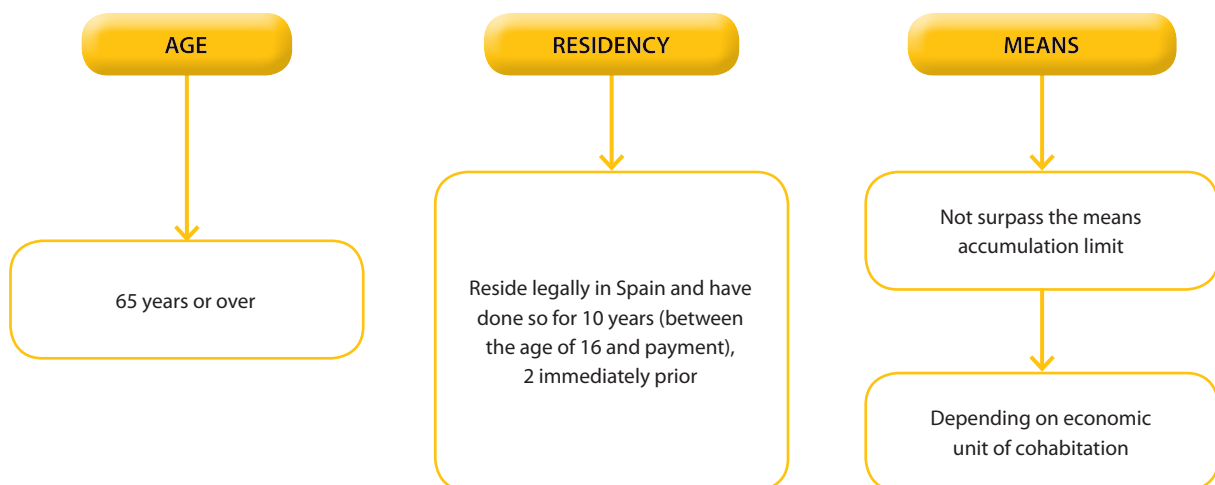 AGE
65 years or over
RESIDENCY
Reside legally in Spain and have
done so for 10 years (between
the age of 16 and payment),
2 immediately prior
MEANS
Not surpass the means
accumulation limit
Depending on economic
unit of cohabitation